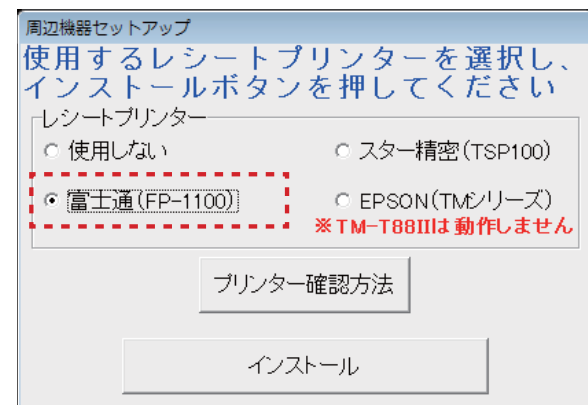 周辺機器セットアップ
使用するレシートプリンターを選択し、
インストールボタンを押してください
レシートプリンター
使用しない
スター精密(TSP100)
富士通(FP-1100)
EPSON(TMシリーズ)
※TM-T88IIは動作しません
プリンター確認方法
インストール